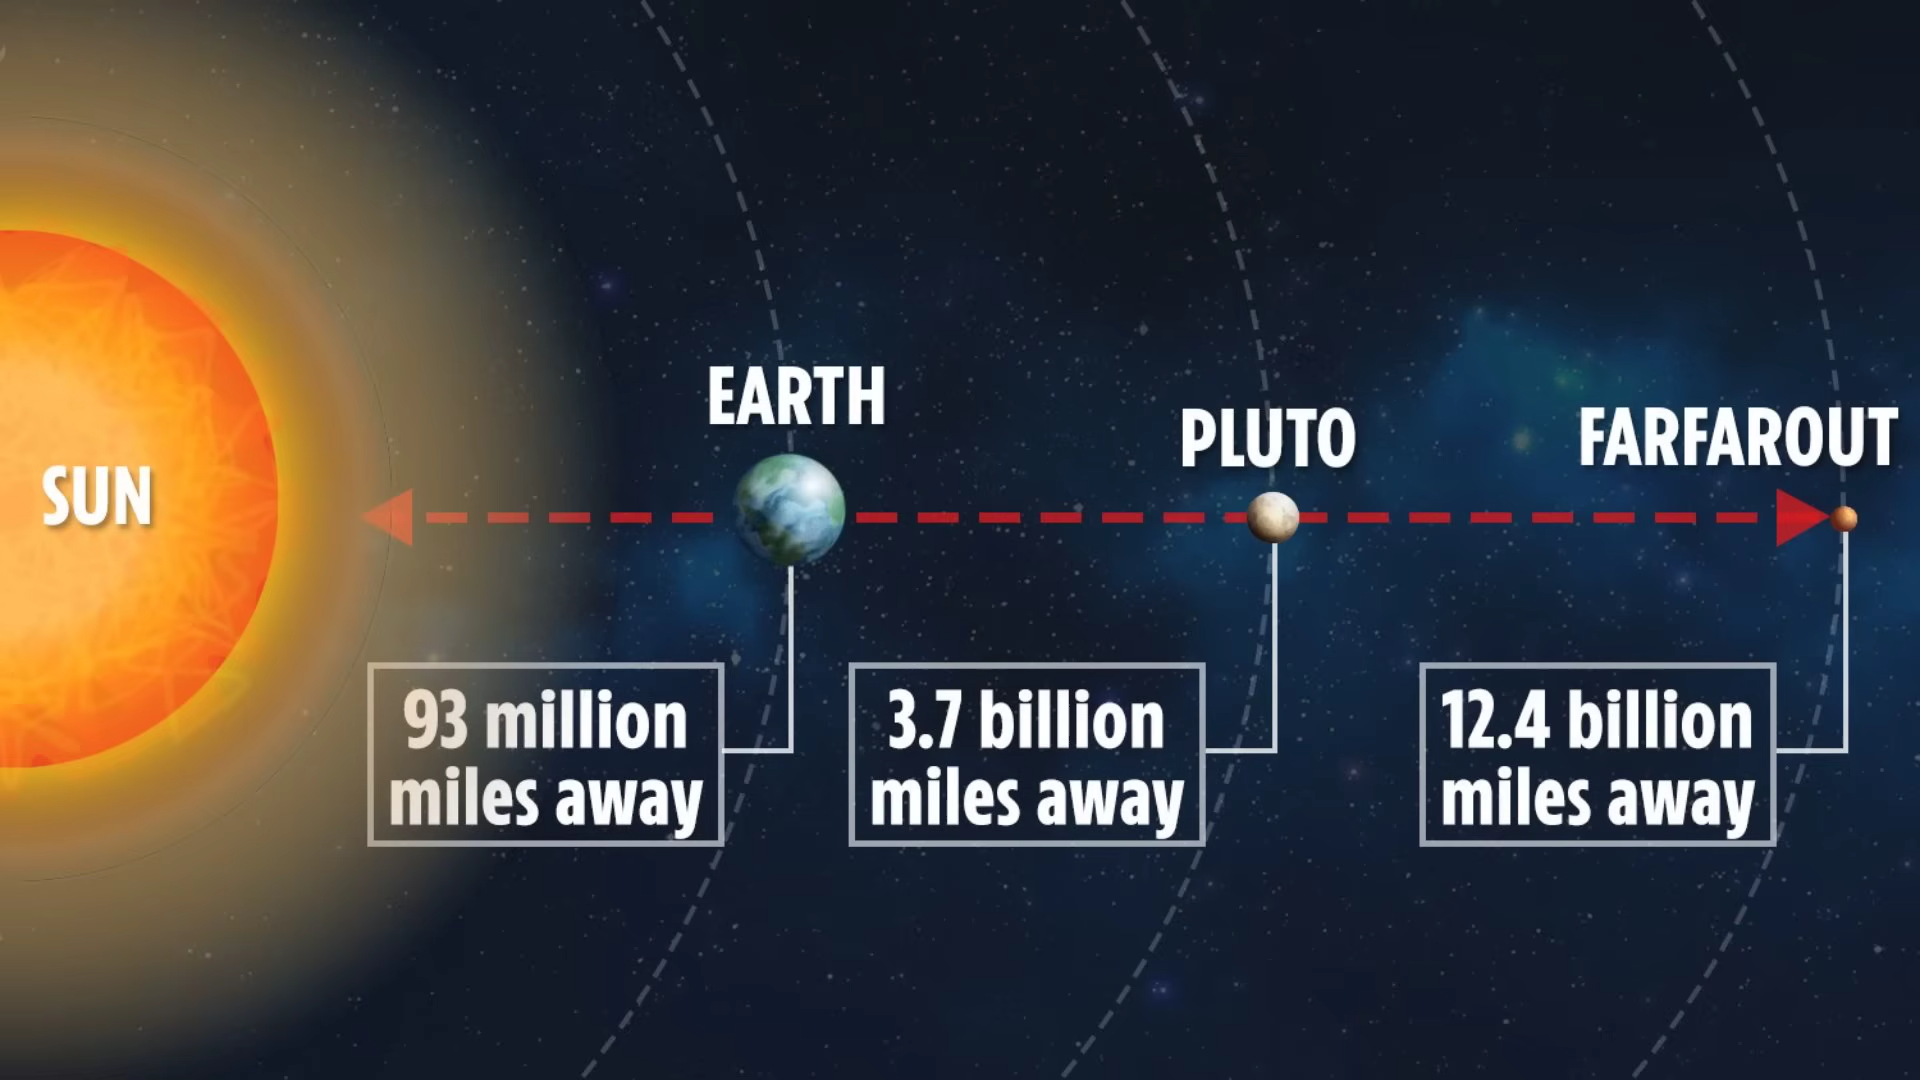 SUN
EARTH
PLUTO
FARFAROUT
93 million
miles away
3.7 billion
miles away
12.4 billion
miles away